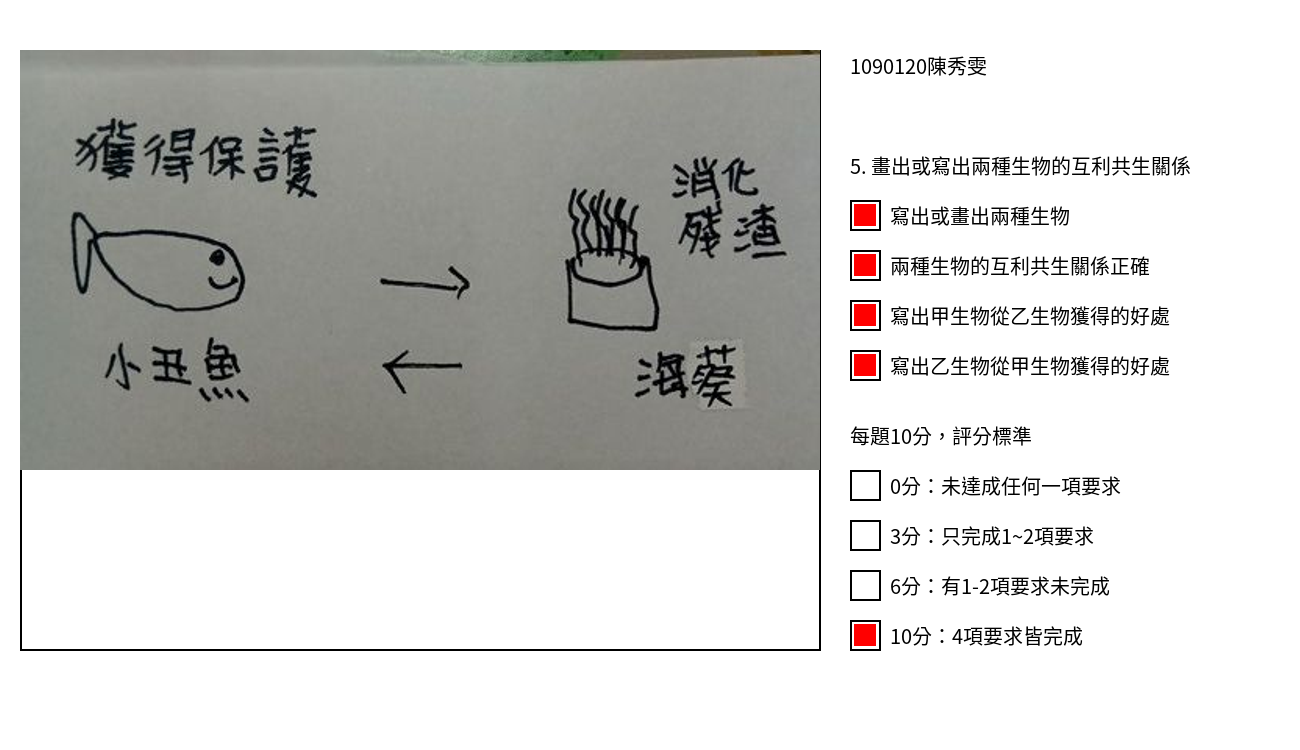 獲得保護
消化
殘渣
小丑魚
海葵
1090120陳秀雯
5. 畫出或寫出兩種生物的互利共生關係
寫出或畫出兩種生物
兩種生物的互利共生關係正確
寫出甲生物從乙生物獲得的好處
寫出乙生物從甲生物獲得的好處
每題10分，評分標準
0分：未達成任何一項要求
3分：只完成1~2項要求
6分：有1-2項要求未完成
10分：4項要求皆完成